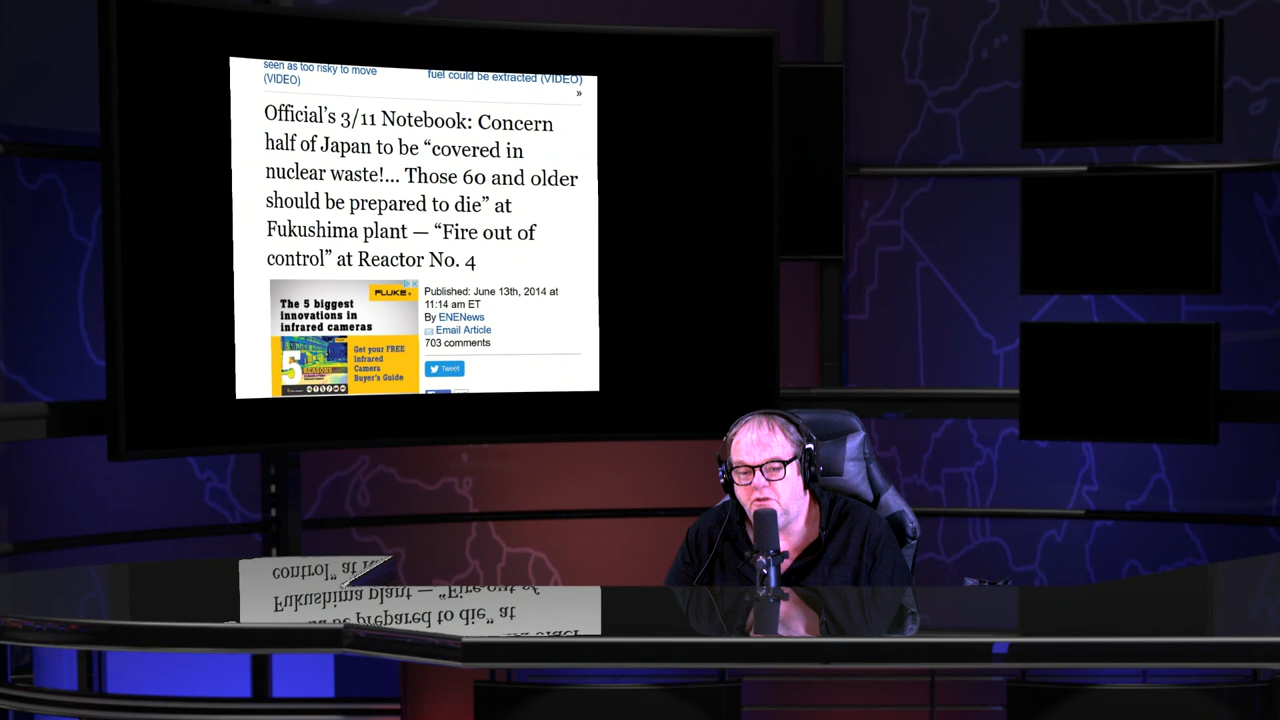 seen as too risky to move
(VIDEO)
fuel could be extracted (VIDEO)
»
Official's 3/11 Notebook: Concern
half of Japan to be “covered in
nuclear waste!... Those 60 and older
should be prepared to die” at
Fukushima plant — “Fire out of
control” at Reactor No. 4
FLUKE
The 5 biggest
innovations in
infrared cameras
5
REASONS
Get your FREE
Infrared
Camera
Buyer's Guide
Published: June 13th, 2014 at
11:14 am ET
By ENENews
Email Article
703 comments
Tweet